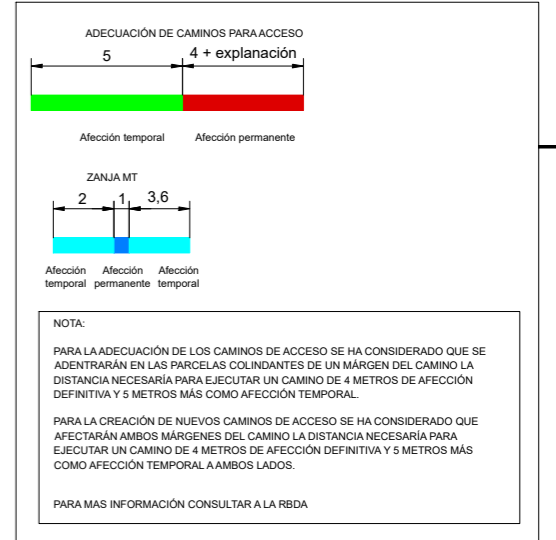 ADECUACIÓN DE CAMINOS PARA ACCESO
5 4 + explanación
Afección temporal Afección permanente
ZANJA MT
2 1 3,6
Afección Afección Afección
temporal permanente temporal
NOTA:
PARA LA ADECUACIÓN DE LOS CAMINOS DE ACCESO SE HA CONSIDERADO QUE SE
ADENTRARÁN EN LAS PARCELAS COLINDANTES DE UN MÁRGEN DEL CAMINO LA
DISTANCIA NECESARÍA PARA EJECUTAR UN CAMINO DE 4 METROS DE AFECCIÓN
DEFINITIVA Y 5 METROS MÁS COMO AFECCIÓN TEMPORAL.
PARA LA CREACIÓN DE NUEVOS CAMINOS DE ACCESO SE HA CONSIDERADO QUE
AFECTARÁN AMBOS MÁRGENES DEL CAMINO LA DISTANCIA NECESARÍA PARA
EJECUTAR UN CAMINO DE 4 METROS DE AFECCIÓN DEFINITIVA Y 5 METROS MÁS
COMO AFECCIÓN TEMPORAL A AMBOS LADOS.
PARA MAS INFORMACIÓN CONSULTAR A LA RBDA